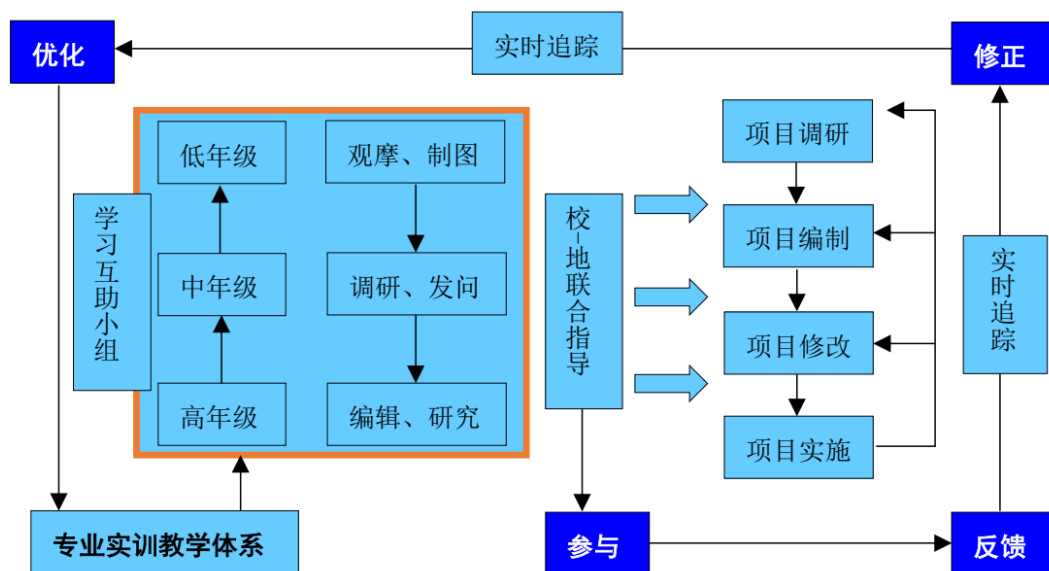 优化
实时追踪
修正
低年级
观摩、制图
项目调研
学习互助小组
校-地联合指导
项目编制
实时追踪
中年级
调研、发问
项目修改
高年级
编辑、研究
项目实施
专业实训教学体系
参与
反馈